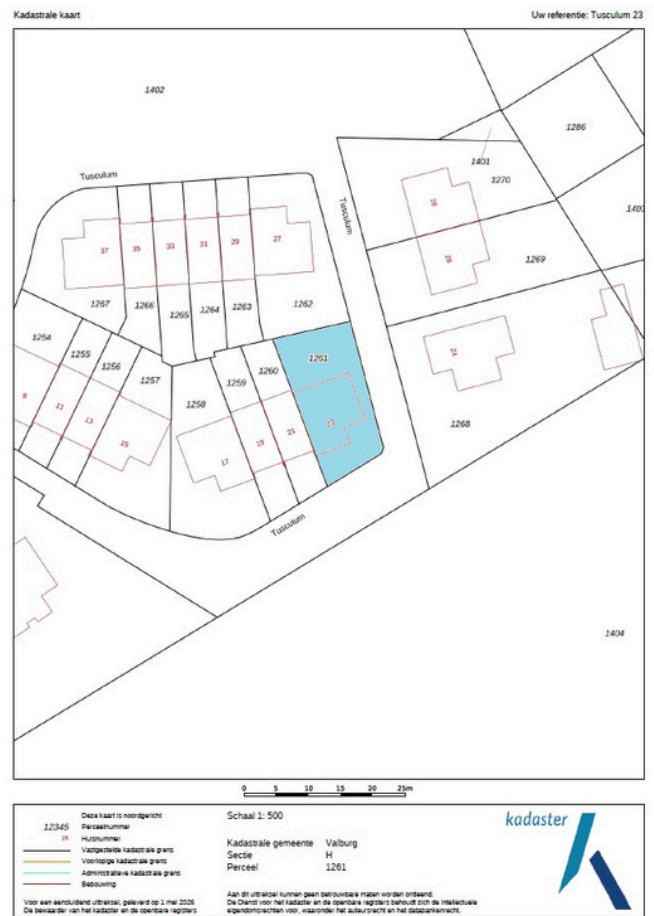 Kadastrale kaart
Uw referentie: Tusculum 23
1402
1286
1401
1270
1403
Tusculum
Tusculum
28
37
35
33
31
29
27
26
1269
1267
1266
1265
1264
1263
1262
1254
1255
1256
1257
1258
1259
1260
1261
24
9
11
13
15
17
19
21
23
1268
Tusculum
1404
0 5 10 15 20 25m
Deze kaart is noordgericht
12345 Perceelnummer
25 Huisnummer
Vastgestelde kadastrale grens
Voorlopige kadastrale grens
Administratieve kadastrale grens
Bebouwing
Voor een eensluidend uittreksel, geleverd op 1 mei 2026
De bewaarder van het kadaster en de openbare registers
Schaal 1: 500
Kadastrale gemeente Valburg
Sectie H
Perceel 1261
Aan dit uittreksel kunnen geen betrouwbare maten worden ontleend.
De Dienst voor het kadaster en de openbare registers behoudt zich de intellectuele
eigendomsrechten voor, waaronder het auteursrecht en het databankenrecht.
kadaster